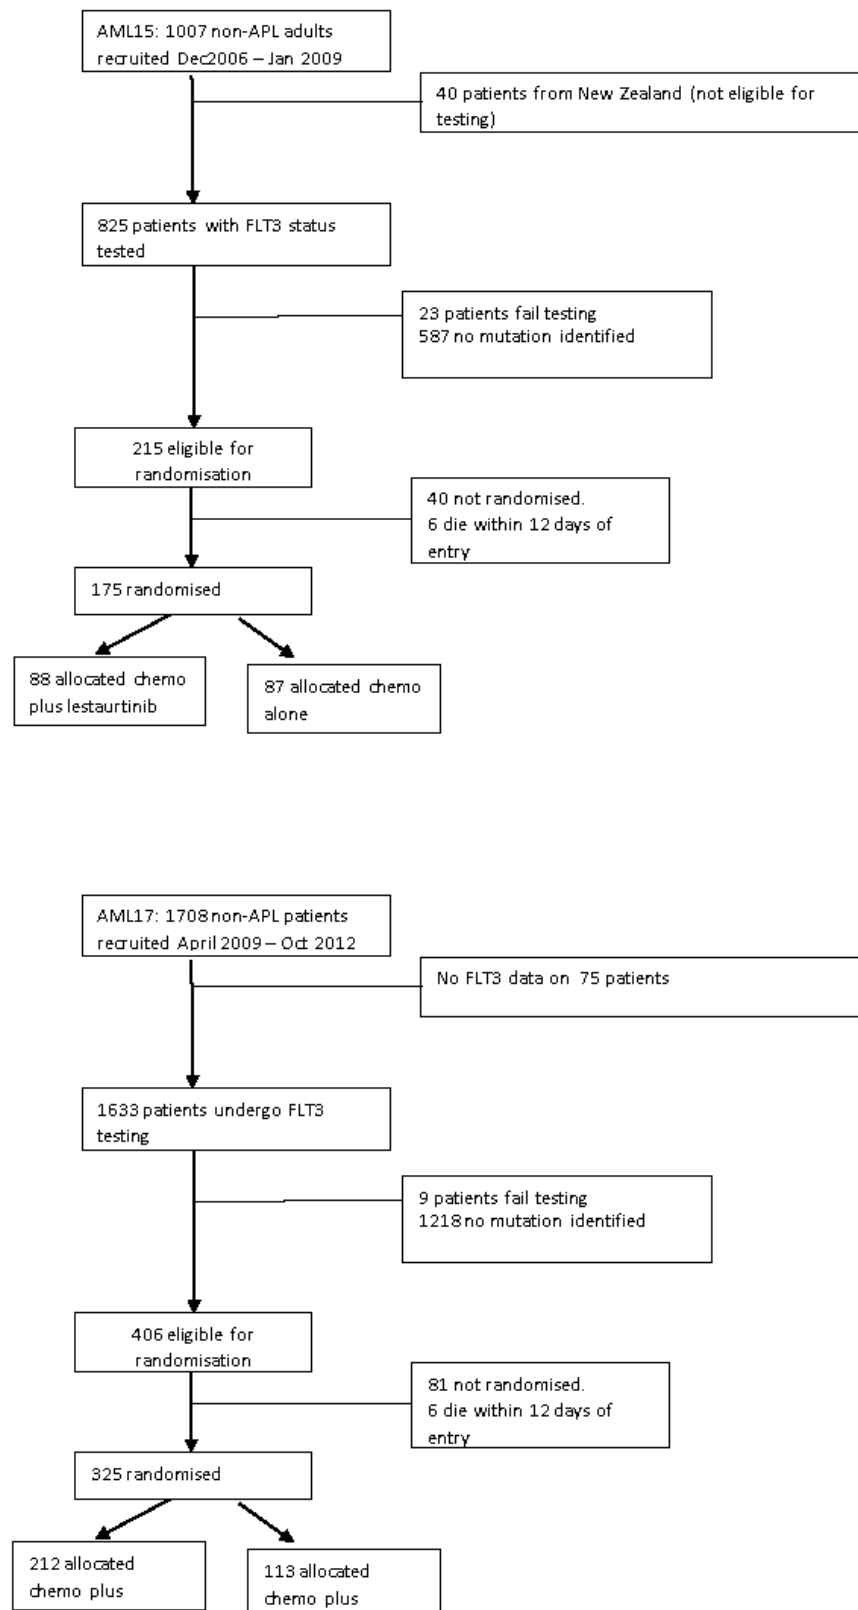 AML15: 1007 non-APL adults
recruited Dec2006 – Jan 2009
40 patients from New Zealand (not eligible for
testing)
825 patients with FLT3 status
tested
23 patients fail testing
587 no mutation identified
215 eligible for
randomisation
40 not randomised.
6 die within 12 days of
entry
175 randomised
88 allocated chemo
plus lestaurtinib
87 allocated chemo
alone
AML17: 1708 non-APL patients
recruited April 2009 – Oct 2012
No FLT3 data on 75 patients
1633 patients undergo FLT3
testing
9 patients fail testing
1218 no mutation identified
406 eligible for
randomisation
81 not randomised.
6 die within 12 days of
entry
325 randomised
212 allocated
chemo plus
113 allocated
chemo plus